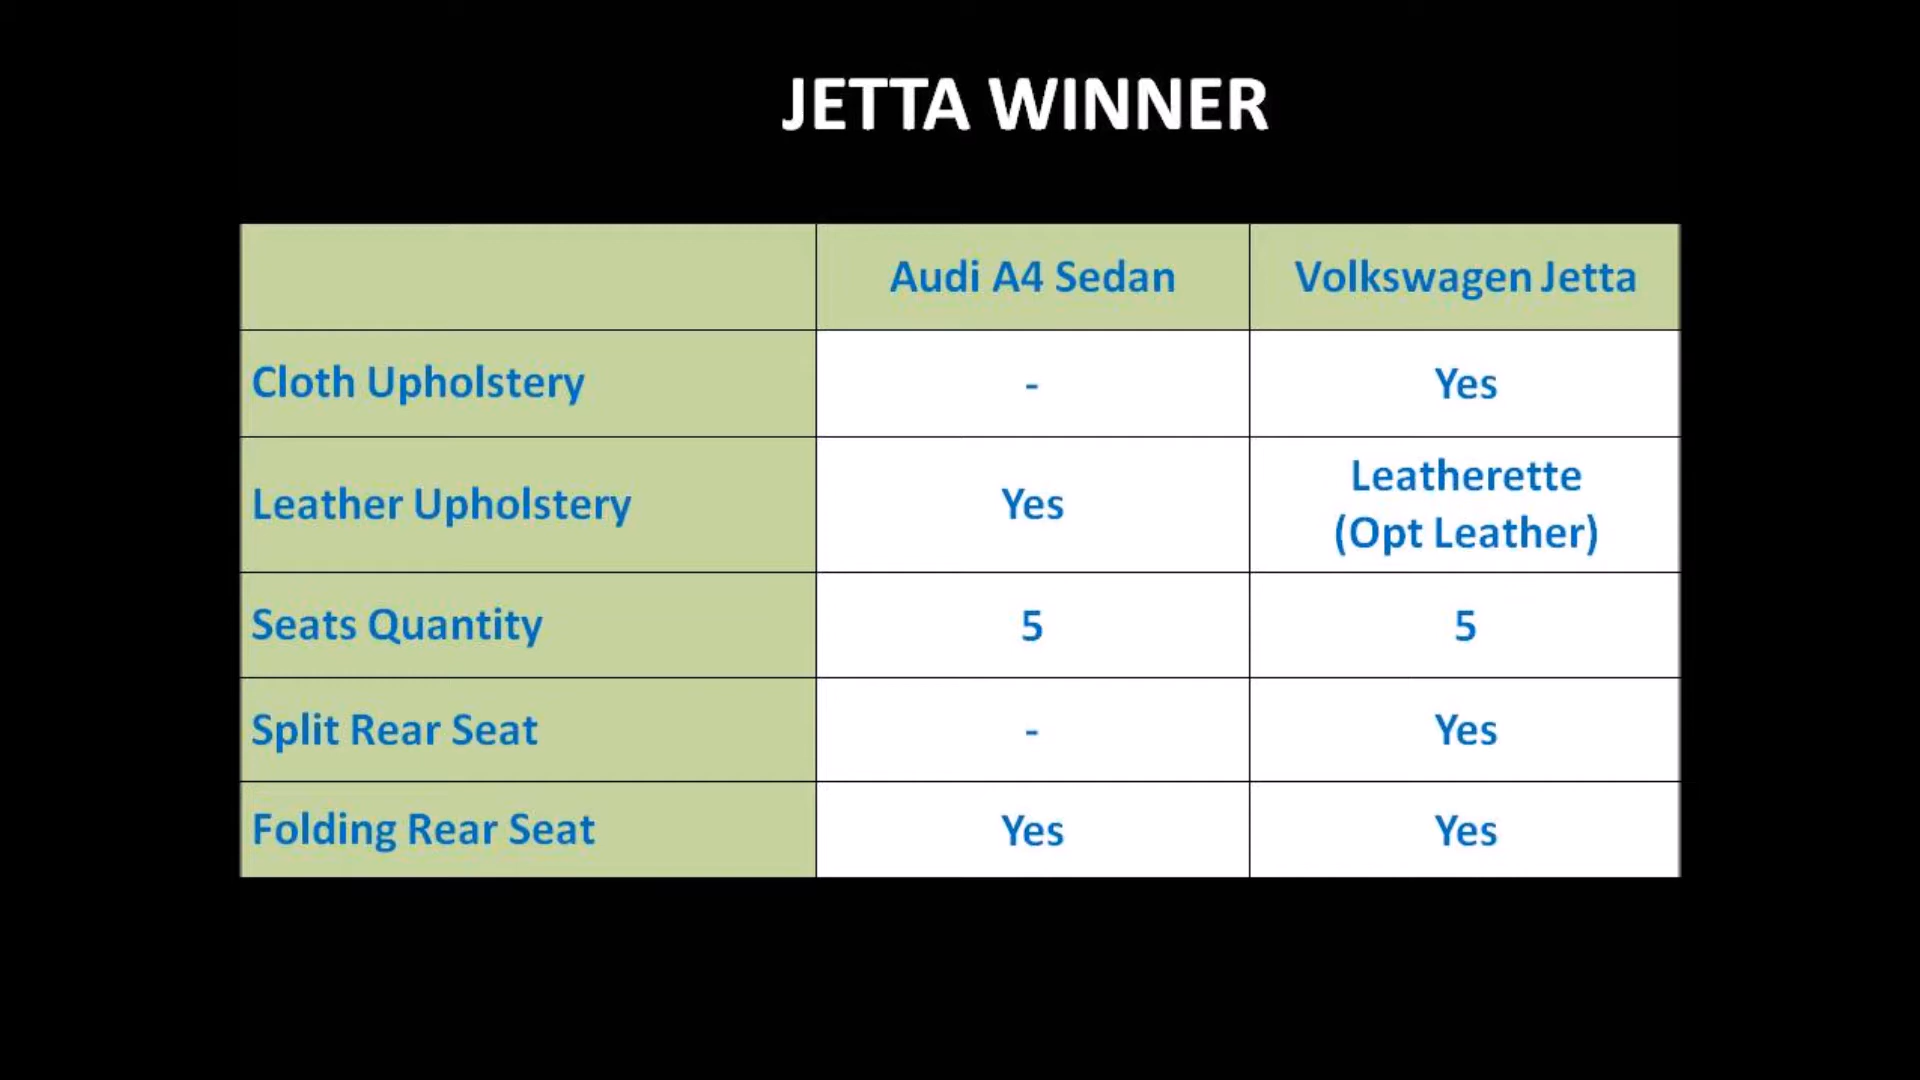 JETTA WINNER
Audi A4 Sedan Volkswagen Jetta
Cloth Upholstery - Yes
Leather Upholstery Yes Leatherette
(Opt Leather)
Seats Quantity 5 5
Split Rear Seat - Yes
Folding Rear Seat Yes Yes